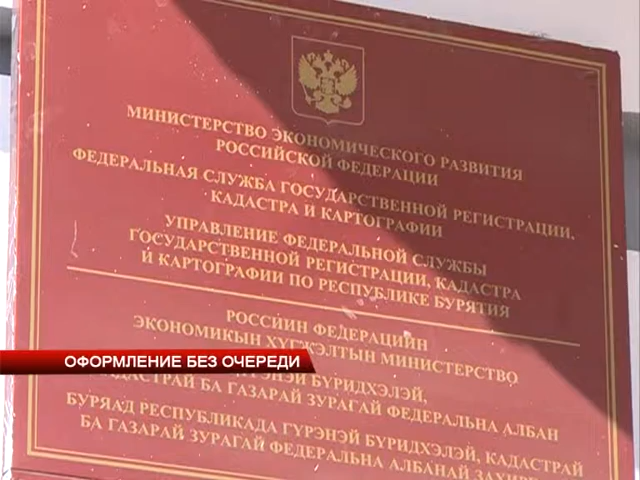 МИНИСТЕРСТВО ЭКОНОМИЧЕСКОГО РАЗВИТИЯ
РОССИЙСКОЙ ФЕДЕРАЦИИ
ФЕДЕРАЛЬНАЯ СЛУЖБА ГОСУДАРСТВЕННОЙ РЕГИСТРАЦИИ,
КАДАСТРА И КАРТОГРАФИИ
УПРАВЛЕНИЕ ФЕДЕРАЛЬНОЙ СЛУЖБЫ
ГОСУДАРСТВЕННОЙ РЕГИСТРАЦИИ, КАДАСТРА
И КАРТОГРАФИИ ПО РЕСПУБЛИКЕ БУРЯТИЯ
РОССИИН ФЕДЕРАЦИИН
ЭКОНОМИКЫН ХҮГЖЭЛТЫН МИНИСТЕРСТВО
БҮРИДХЭЛЭЙ,
ОФОРМЛЕНИЕ БЕЗ ОЧЕРЕДИ
БА ГАЗАРАЙ ЗУРАГАЙ ФЕДЕРАЛЬНА АЛБАН
БУРЯАД РЕСПУБЛИКАДА ГҮРЭНЭЙ БҮРИДХЭЛЭЙ, КАДАСТРАЙ
БА ГАЗАРАЙ ЗУРАГАЙ ФЕДЕРАЛЬНА АЛБАНАЙ